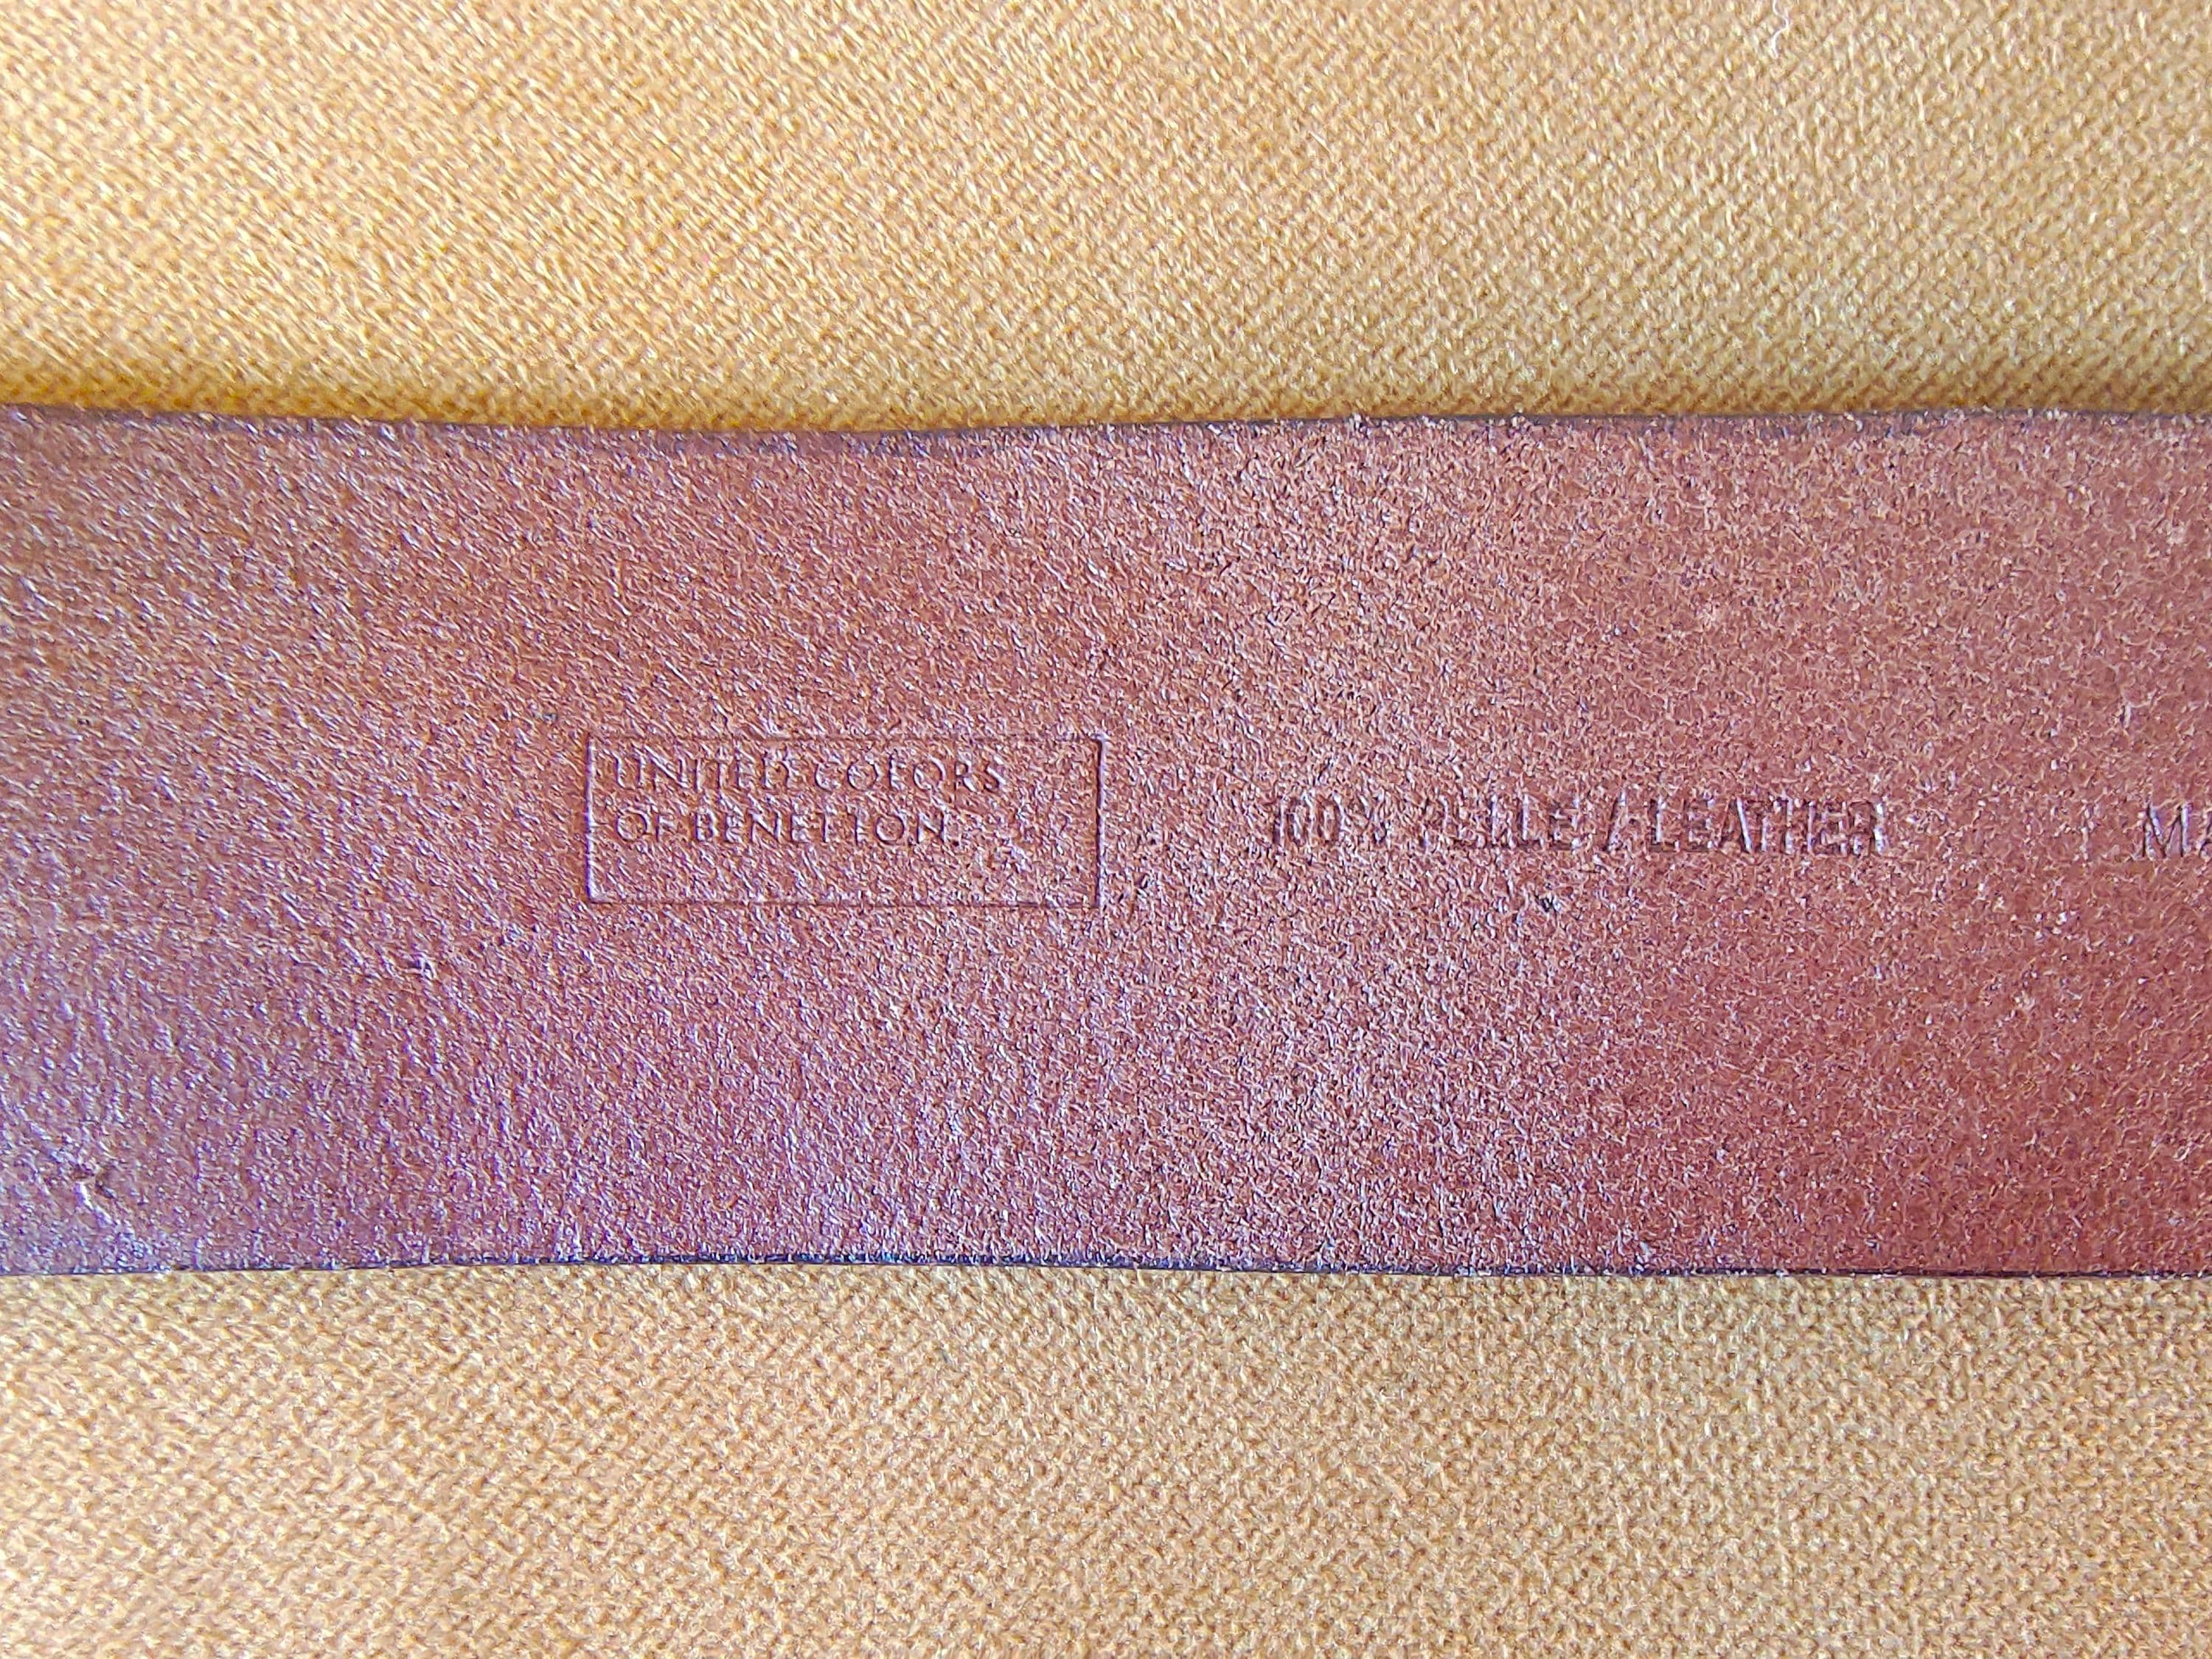 UNITED COLORS
OF BENETTON.
100% PELLE / LEATHER